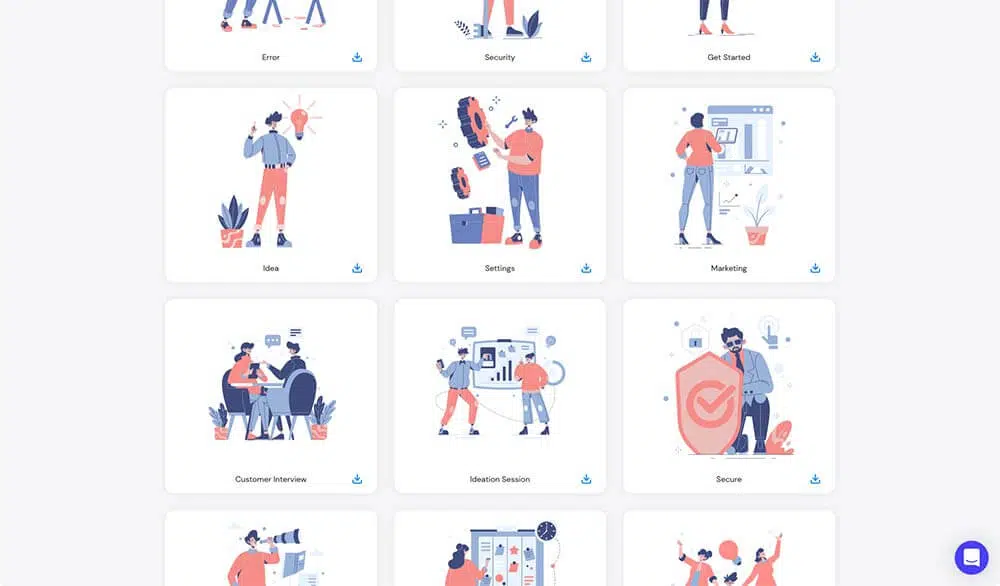 Error
Security
Get Started
Idea
Settings
Marketing
Customer Interview
Ideation Session
Secure